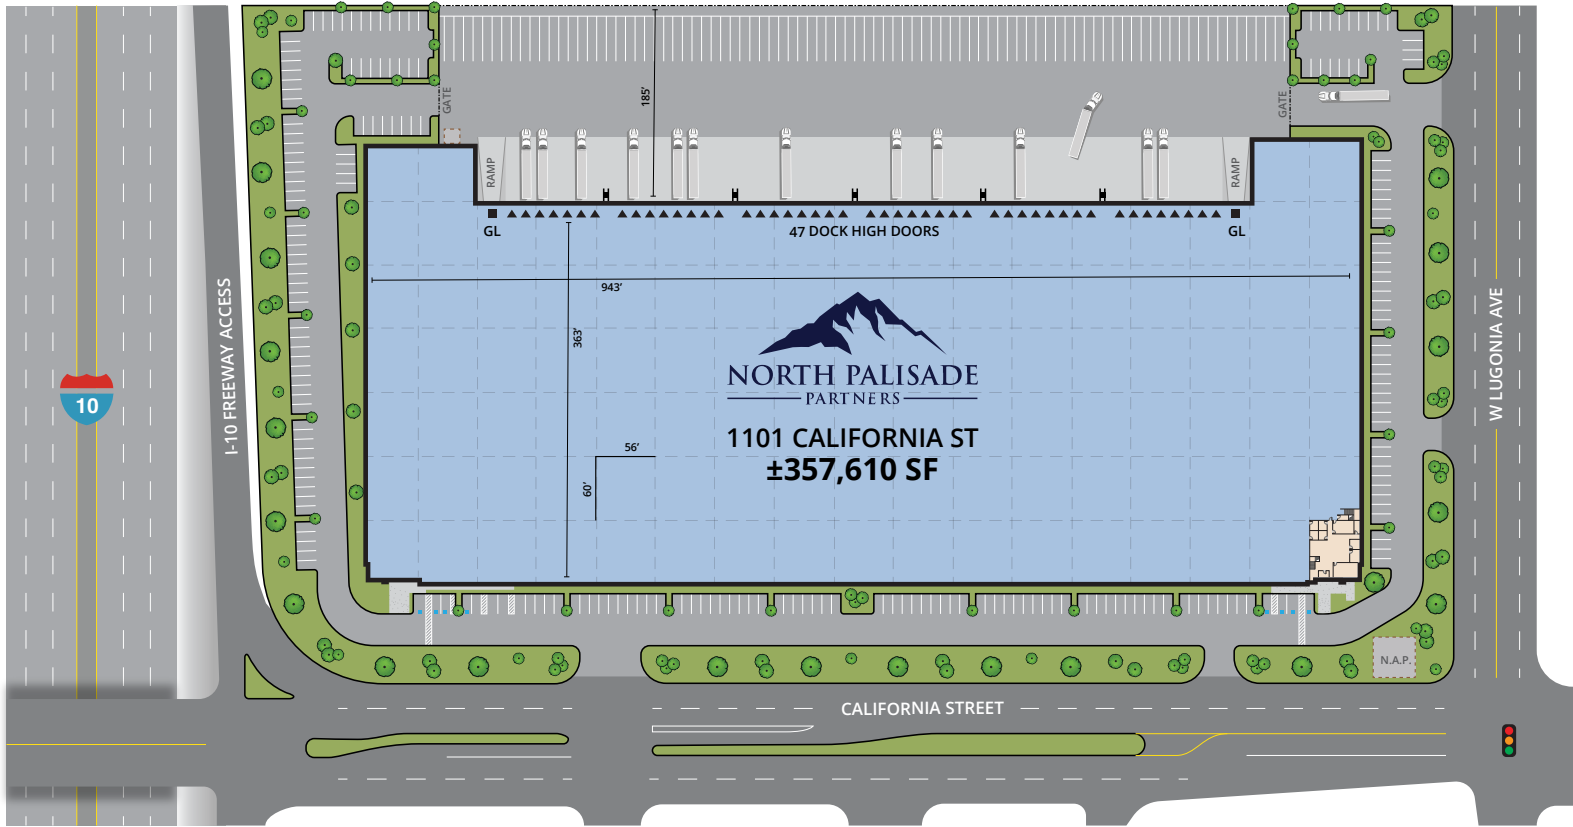 185'
GATE
GATE
RAMP
RAMP
GL
47 DOCK HIGH DOORS
GL
943'
363'
I-10 FREEWAY ACCESS
W LUGONIA AVE
10
NORTH PALISADE
PARTNERS
1101 CALIFORNIA ST
±357,610 SF
56'
60'
N.A.P.
CALIFORNIA STREET